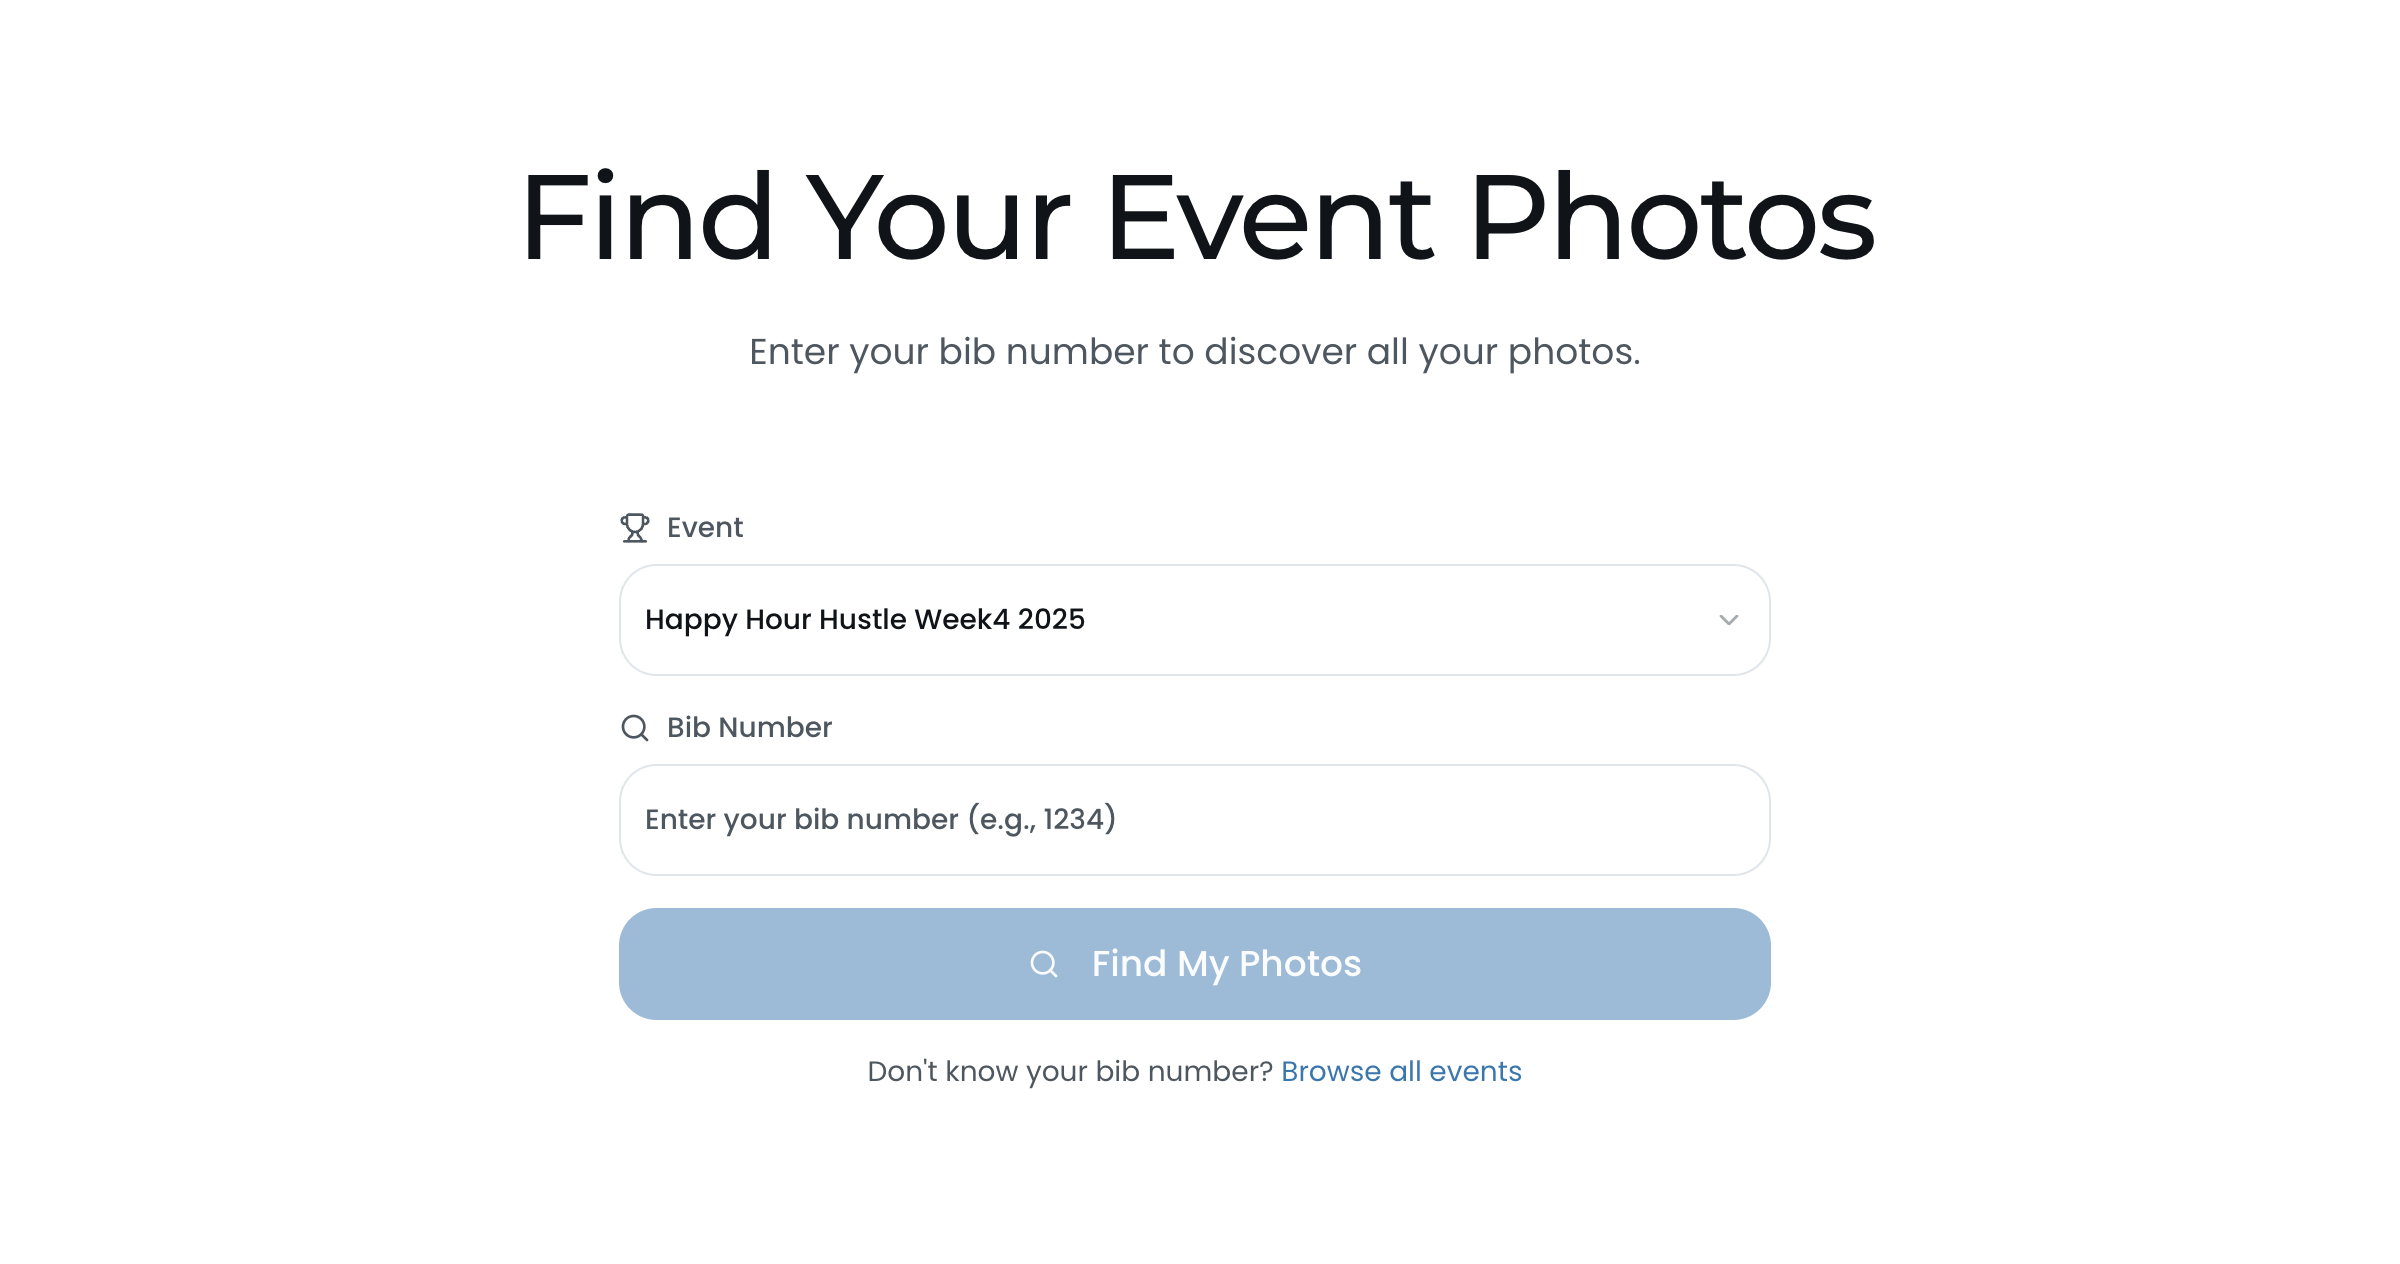 Find Your Event Photos
Enter your bib number to discover all your photos.
Event
Happy Hour Hustle Week4 2025
Bib Number
Enter your bib number (e.g., 1234)
Find My Photos
Don't know your bib number? Browse all events